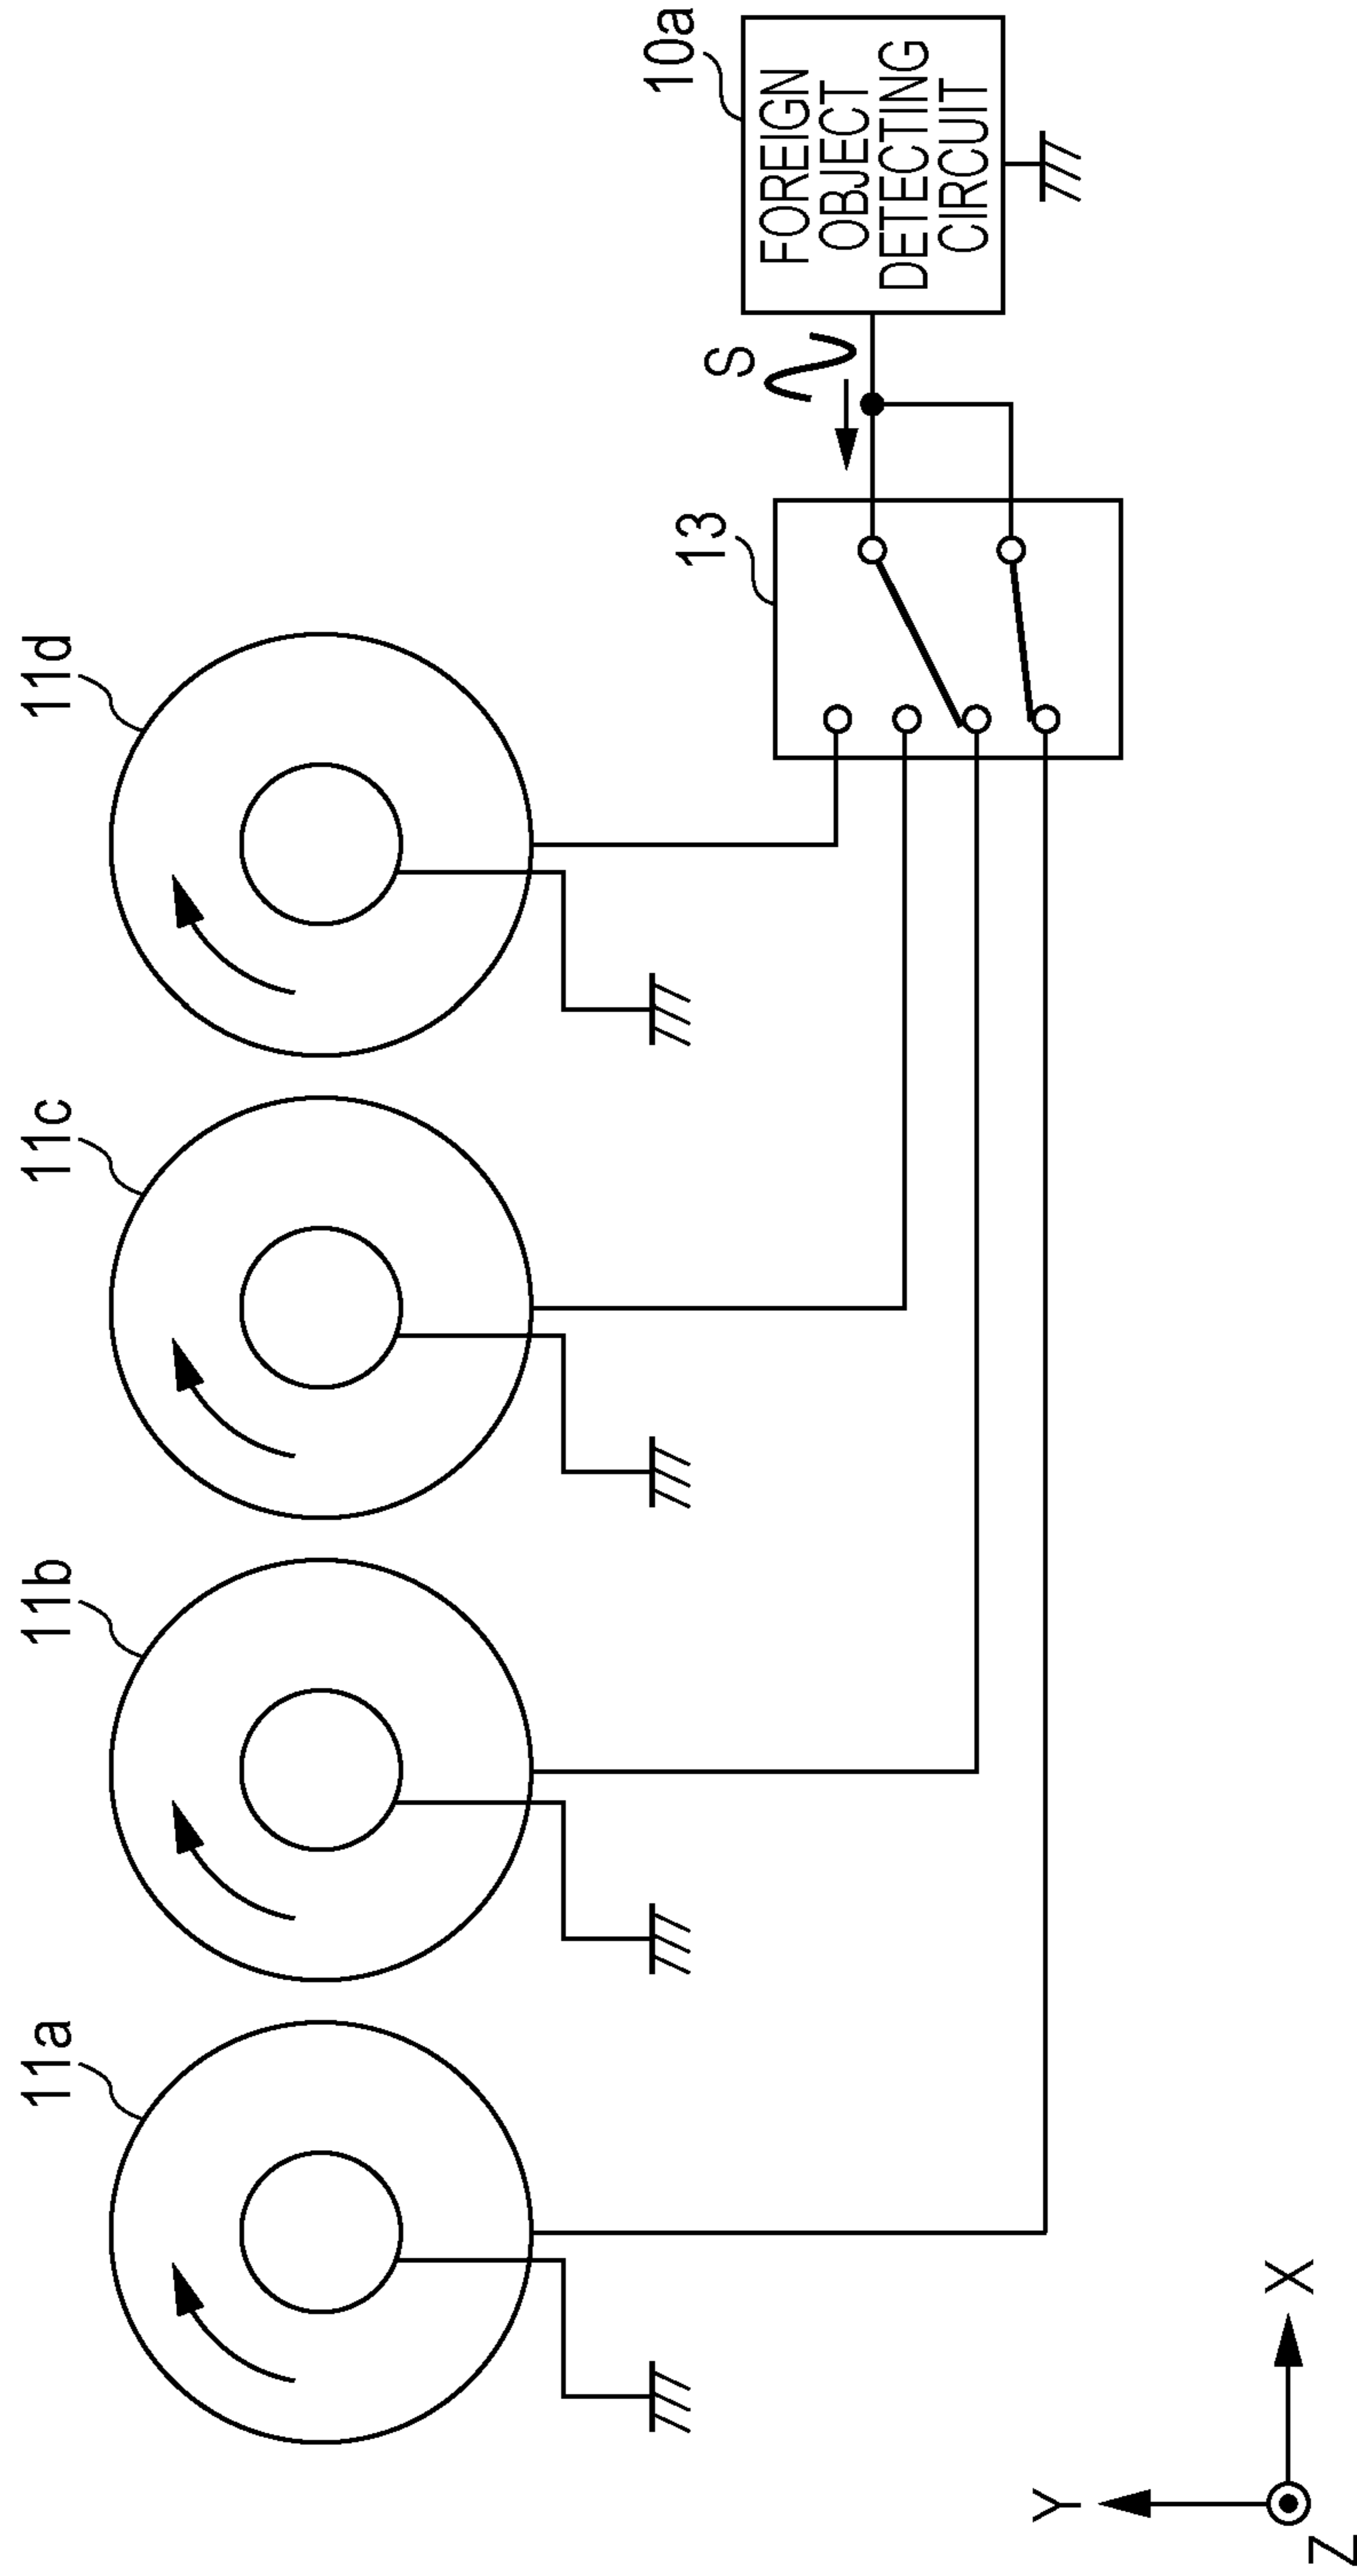 11a
11b
11c
11d
13
S
10a
FOREIGN
OBJECT
DETECTING
CIRCUIT
Y
X
Z